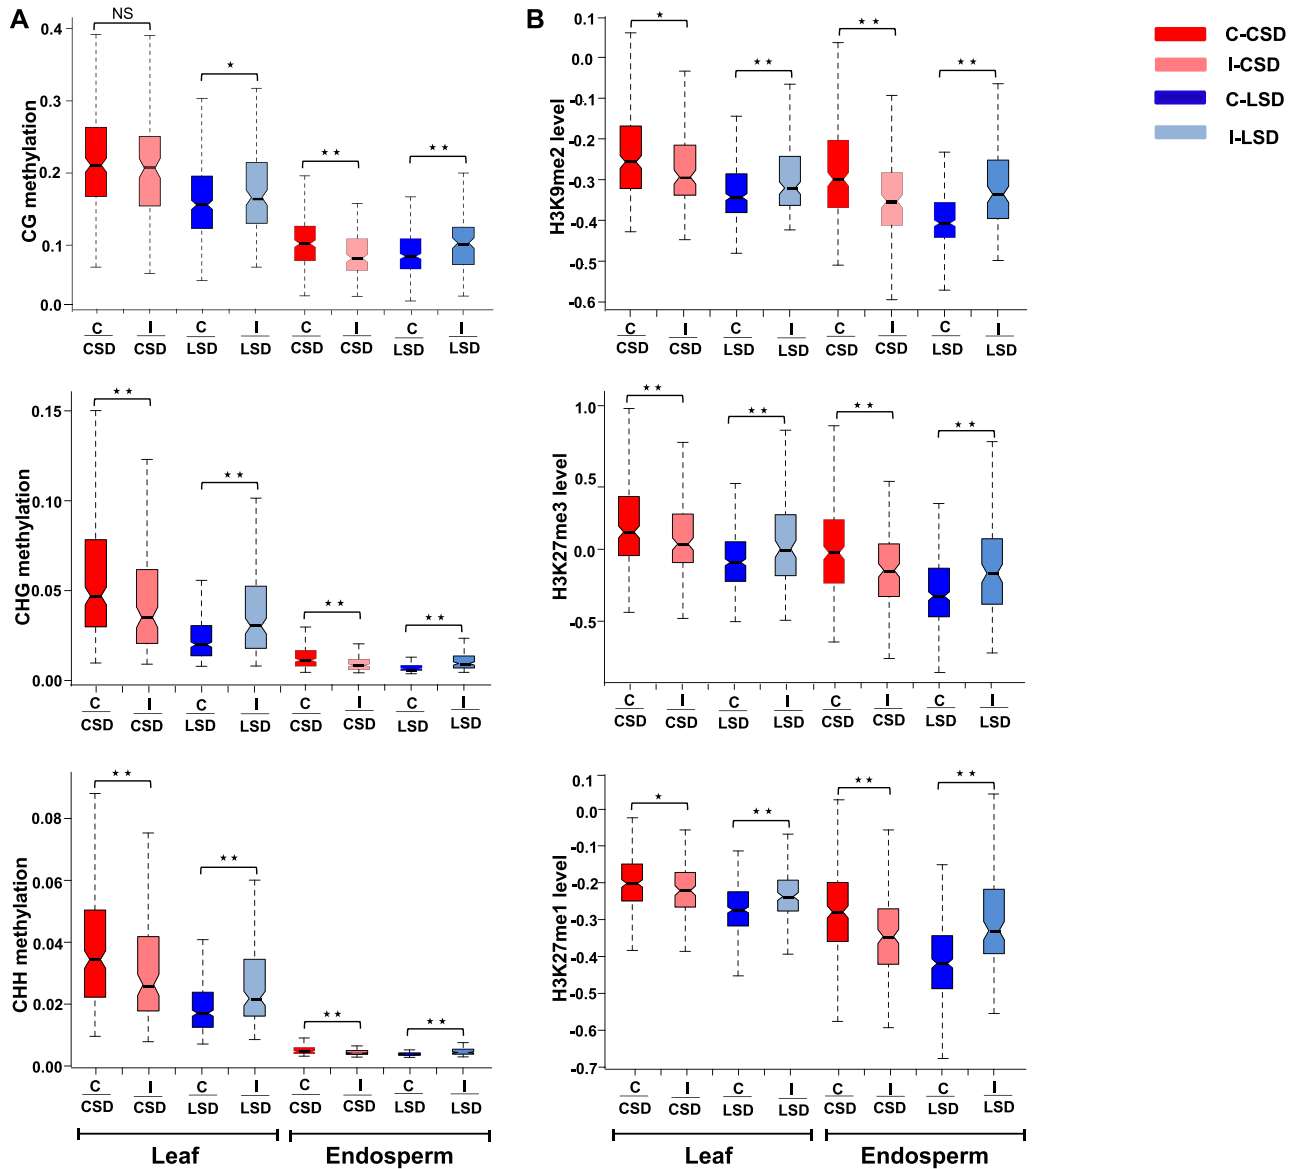 A
NS
★
★ ★
★ ★
CG methylation
0.4
0.3
0.2
0.1
0.0
C I C I C I C I
CSD CSD LSD LSD CSD CSD LSD LSD
★ ★
★ ★
★ ★
★ ★
CHG methylation
0.15
0.10
0.05
0.00
C I C I C I C I
CSD CSD LSD LSD CSD CSD LSD LSD
★ ★
★ ★
★ ★
★ ★
CHH methylation
0.08
0.06
0.04
0.02
0.00
C I C I C I C I
CSD CSD LSD LSD CSD CSD LSD LSD
Leaf
Endosperm
B
★
★ ★
★ ★
★ ★
H3K9me2 level
0.1
0.0
-0.1
-0.2
-0.3
-0.4
-0.5
-0.6
C I C I C I C I
CSD CSD LSD LSD CSD CSD LSD LSD
★ ★
★ ★
★ ★
★ ★
H3K27me3 level
1.0
0.5
0.0
-0.5
C I C I C I C I
CSD CSD LSD LSD CSD CSD LSD LSD
★
★ ★
★ ★
★ ★
H3K27me1 level
0.1
0.0
-0.1
-0.2
-0.3
-0.4
-0.5
-0.6
-0.7
C I C I C I C I
CSD CSD LSD LSD CSD CSD LSD LSD
Leaf
Endosperm
C-CSD
I-CSD
C-LSD
I-LSD